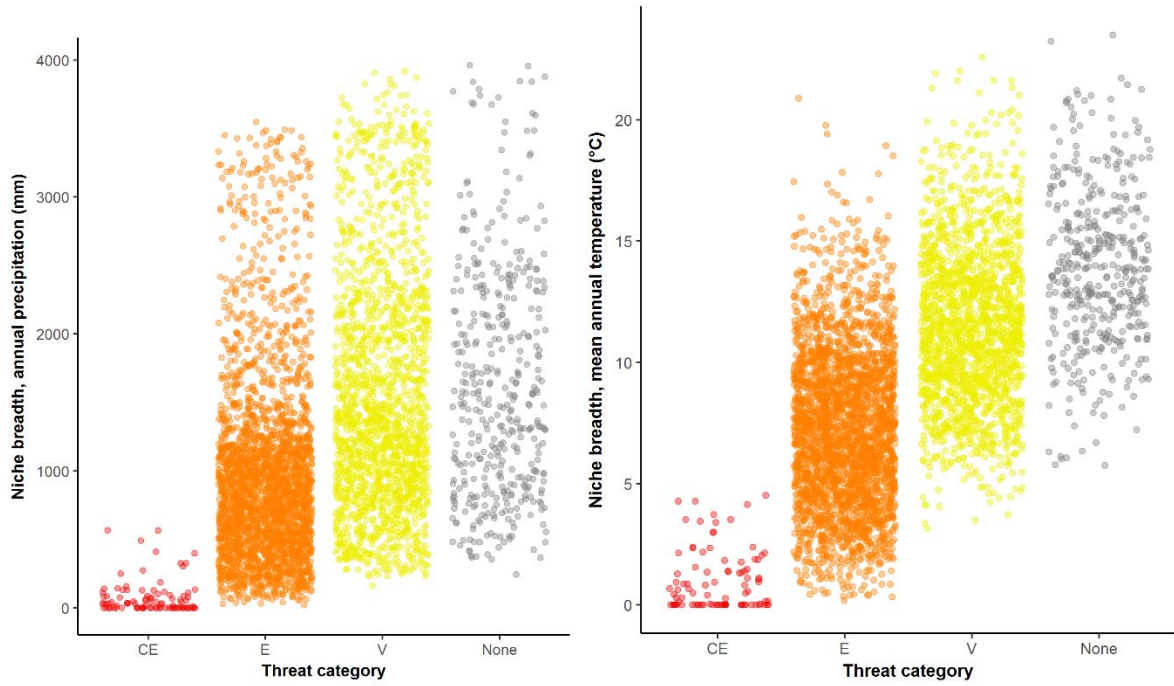 Niche breadth, annual precipitation (mm)
4000
3000
2000
1000
0
CE E V None
Threat category
Niche breadth, mean annual temperature (°C)
20
15
10
5
0
CE E V None
Threat category